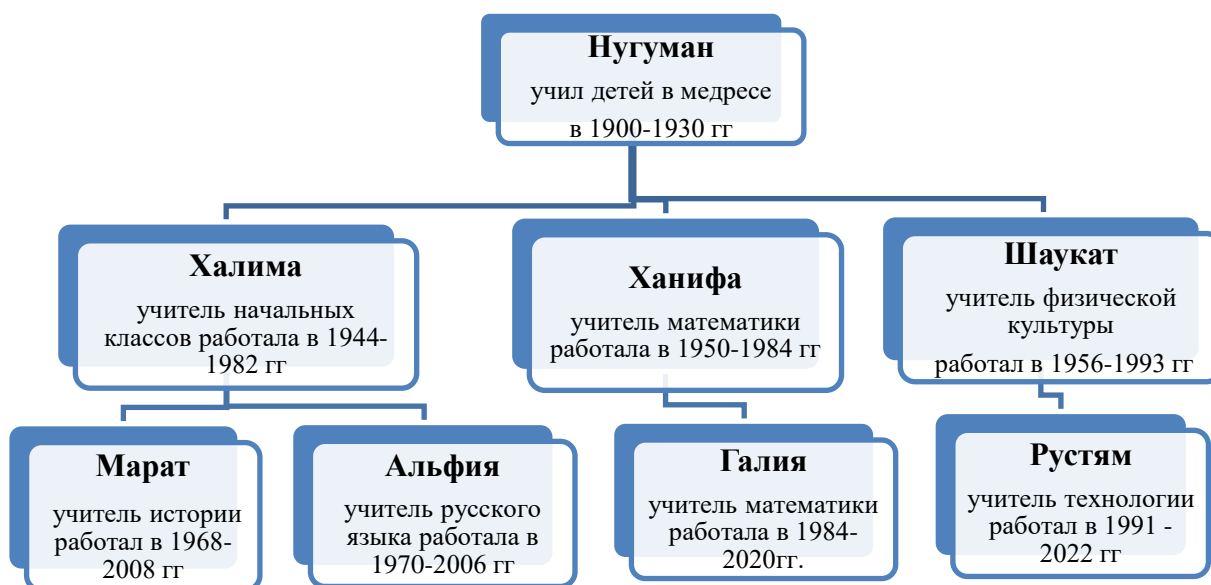 Нугуман
учил детей в медресе
в 1900-1930 гг
Халима
учитель начальных
классов работала в 1944-
1982 гг
Ханифа
учитель математики
работала в 1950-1984 гг
Шаукат
учитель физической
культуры
работал в 1956-1993 гг
Марат
учитель истории
работал в 1968-
2008 гг
Альфия
учитель русского
языка работала в
1970-2006 гг
Галия
учитель математики
работала в 1984-
2020гг.
Рустям
учитель технологии
работал в 1991 -
2022 гг